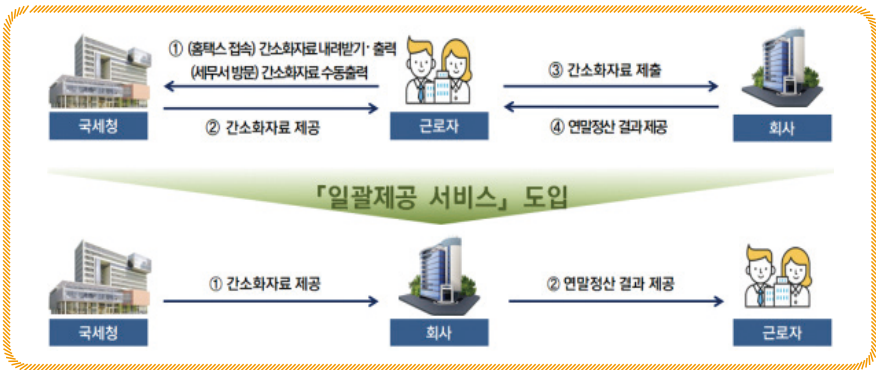 ① (홈택스 접속) 간소화자료 내려받기· 출력
(세무서 방문) 간소화자료 수동출력
② 간소화자료 제공
③ 간소화자료 제출
④ 연말정산 결과 제공
국세청
근로자
회사
「일괄제공 서비스」 도입
① 간소화자료 제공
② 연말정산 결과 제공
국세청
회사
근로자